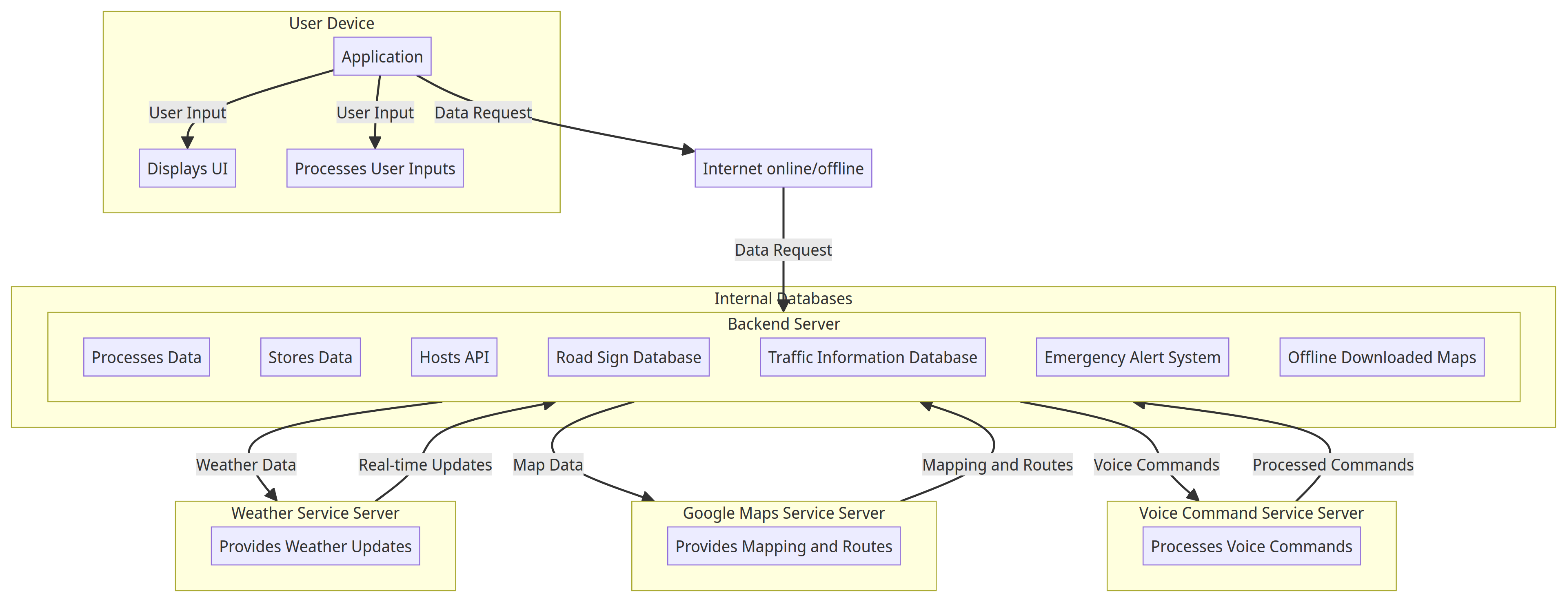 User Device
Application
User Input
User Input
Data Request
Displays UI
Processes User Inputs
Internet online/offline
Data Request
Internal Databases
Backend Server
Processes Data
Stores Data
Hosts API
Road Sign Database
Traffic Information Database
Emergency Alert System
Offline Downloaded Maps
Weather Data
Real-time Updates
Map Data
Mapping and Routes
Voice Commands
Processed Commands
Weather Service Server
Provides Weather Updates
Google Maps Service Server
Provides Mapping and Routes
Voice Command Service Server
Processes Voice Commands